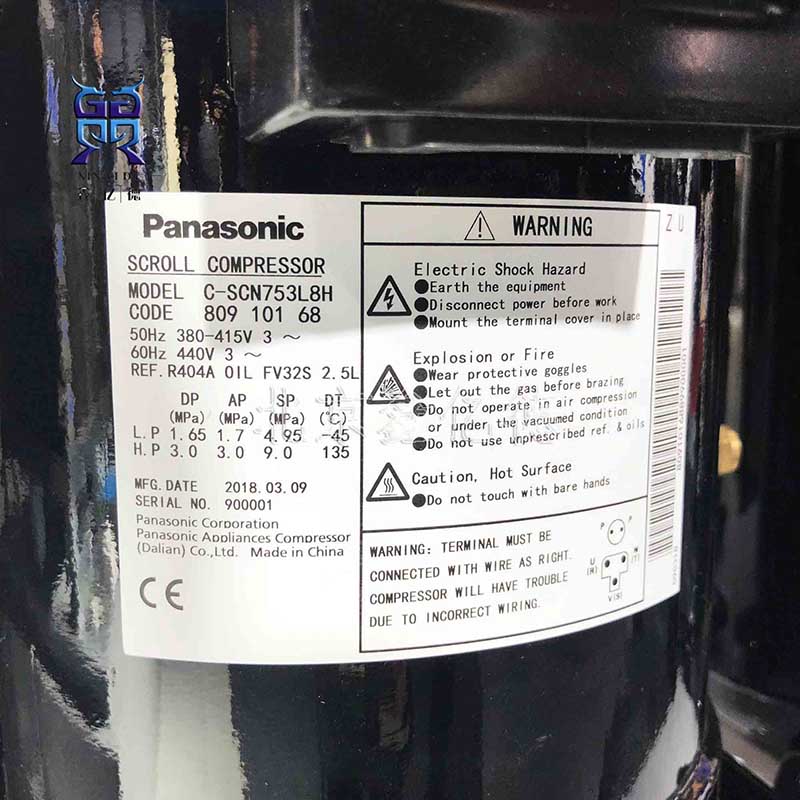 Panasonic
SCROLL COMPRESSOR
MODEL C-SCN753L8H
CODE 809 101 68
50Hz 380-415V 3 ~
60Hz 440V 3 ~
REF. R404A OIL FV32S 2.5L
DP AP SP DT
(MPa) (MPa) (MPa) (℃)
L.P 1.65 1.7 4.95 -45
H.P 3.0 3.0 9.0 135
MFG. DATE 2018.03.09
SERIAL NO. 900001
Panasonic Corporation
Panasonic Appliances Compressor
(Dalian) Co., Ltd. Made in China
CE
WARNING
Electric Shock Hazard
●Earth the equipment
●Disconnect power before work
●Mount the terminal cover in place
Explosion or Fire
●Wear protective goggles
●Let out the gas before brazing
●Do not operate in air compression
or under the vacuumed condition
●Do not use unprescribed ref. & oils
Caution, Hot Surface
●Do not touch with bare hands
WARNING: TERMINAL MUST BE
CONNECTED WITH WIRE AS RIGHT.
COMPRESSOR WILL HAVE TROUBLE
DUE TO INCORRECT WIRING.
P P
U
(R)
W
(T)
V(S)
ZU